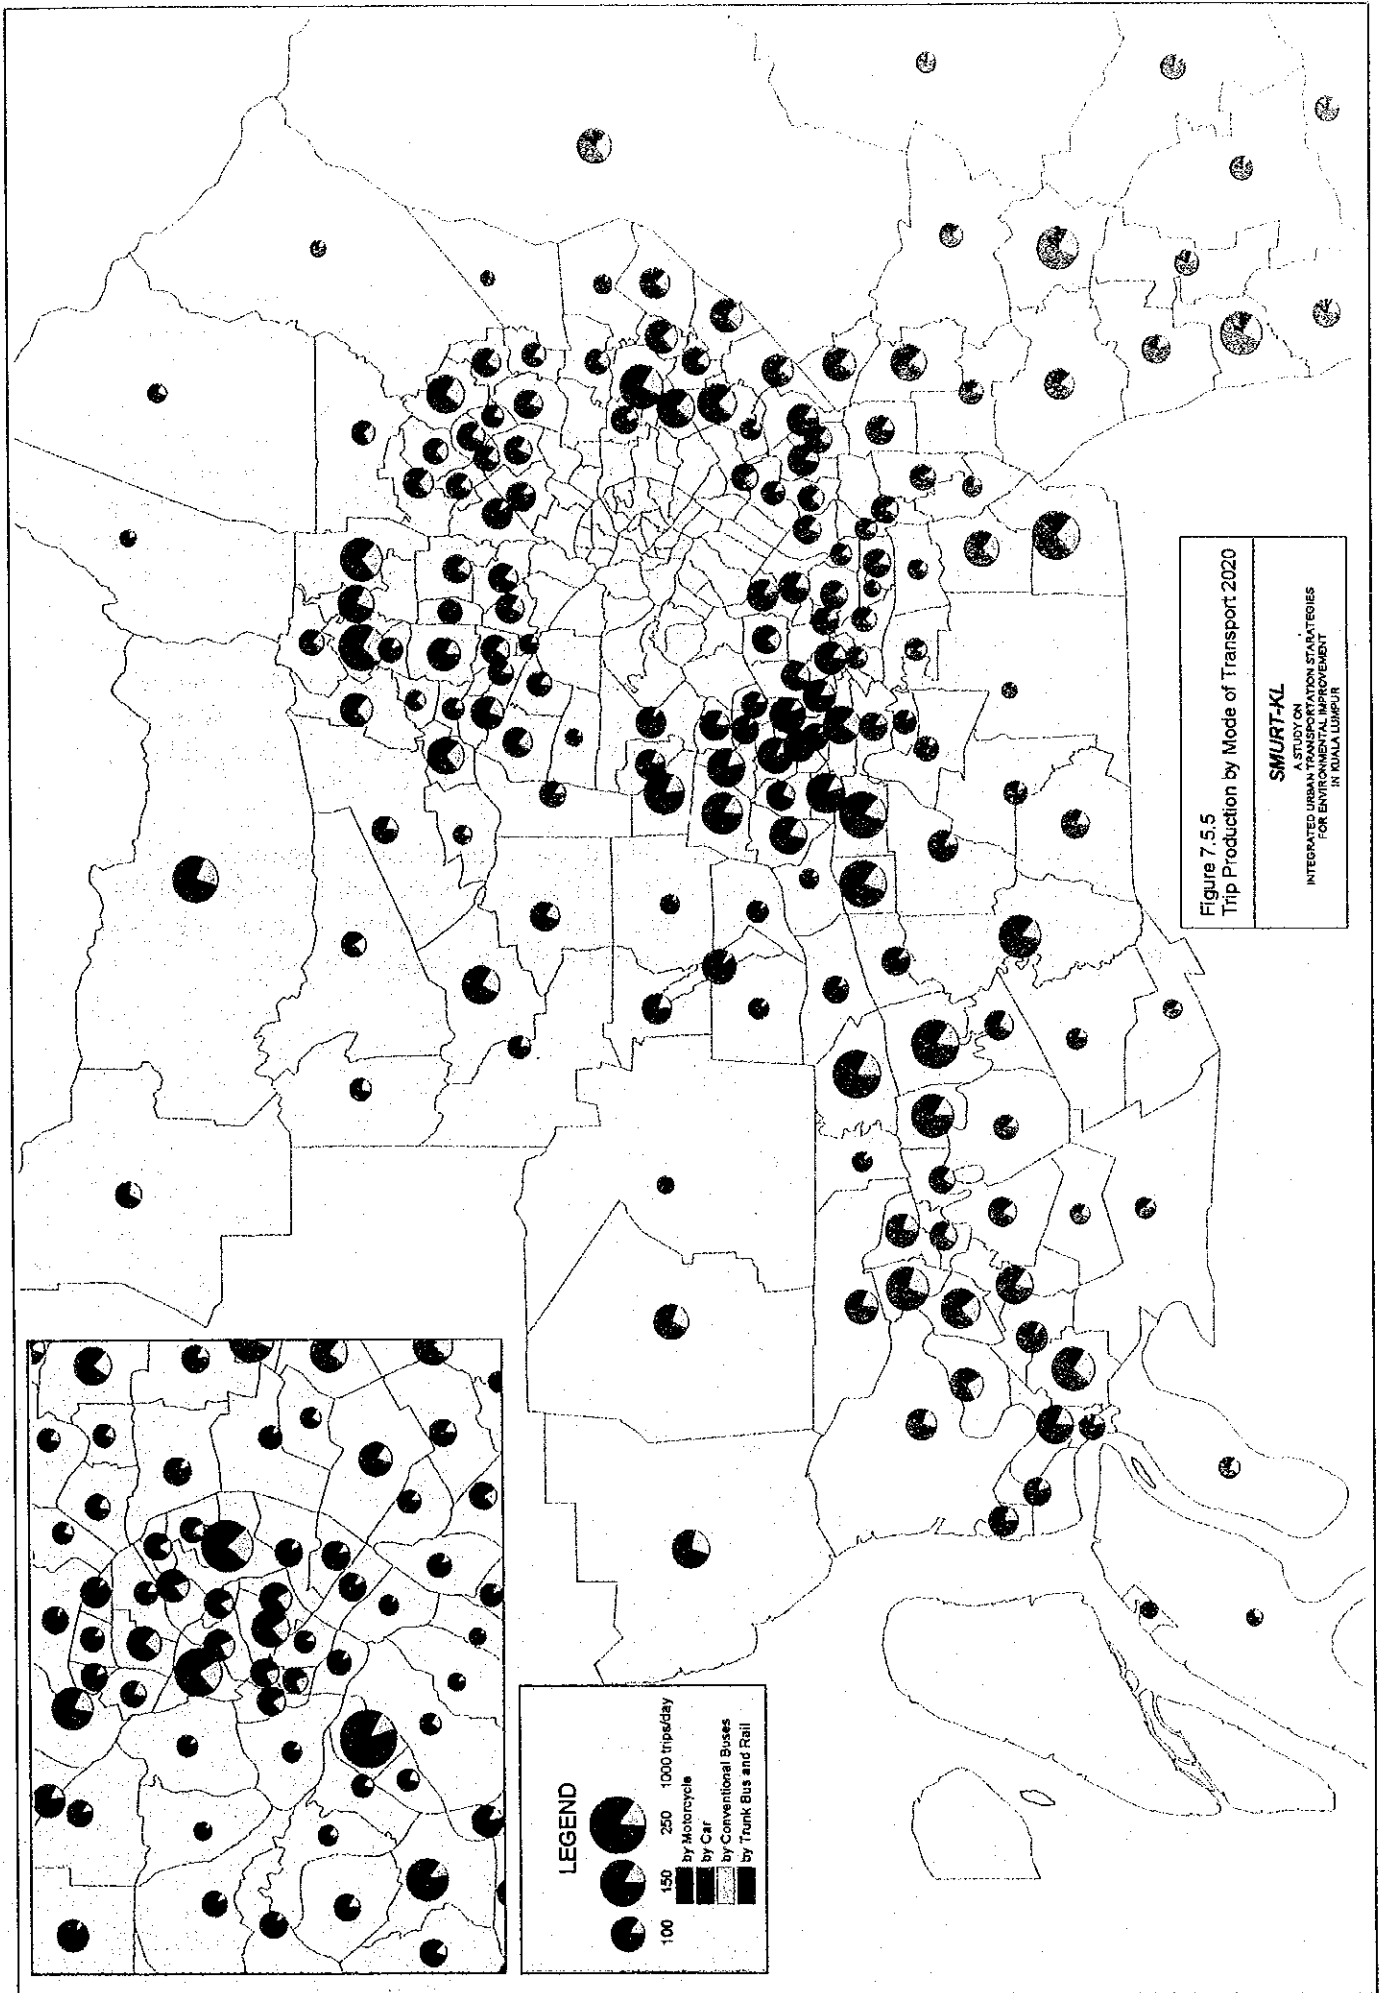 LEGEND
100 150 250 1000 trips/day
by Motorcycle
by Car
by Conventional Buses
by Trunk Bus and Rail
Figure 7.5.5
Trip Production by Mode of Transport 2020
SMURT-KL
A STUDY ON
INTEGRATED URBAN TRANSPORTATION STARATEGIES
FOR ENVIRONMENTAL IMPROVEMENT
IN KUALA LUMPUR